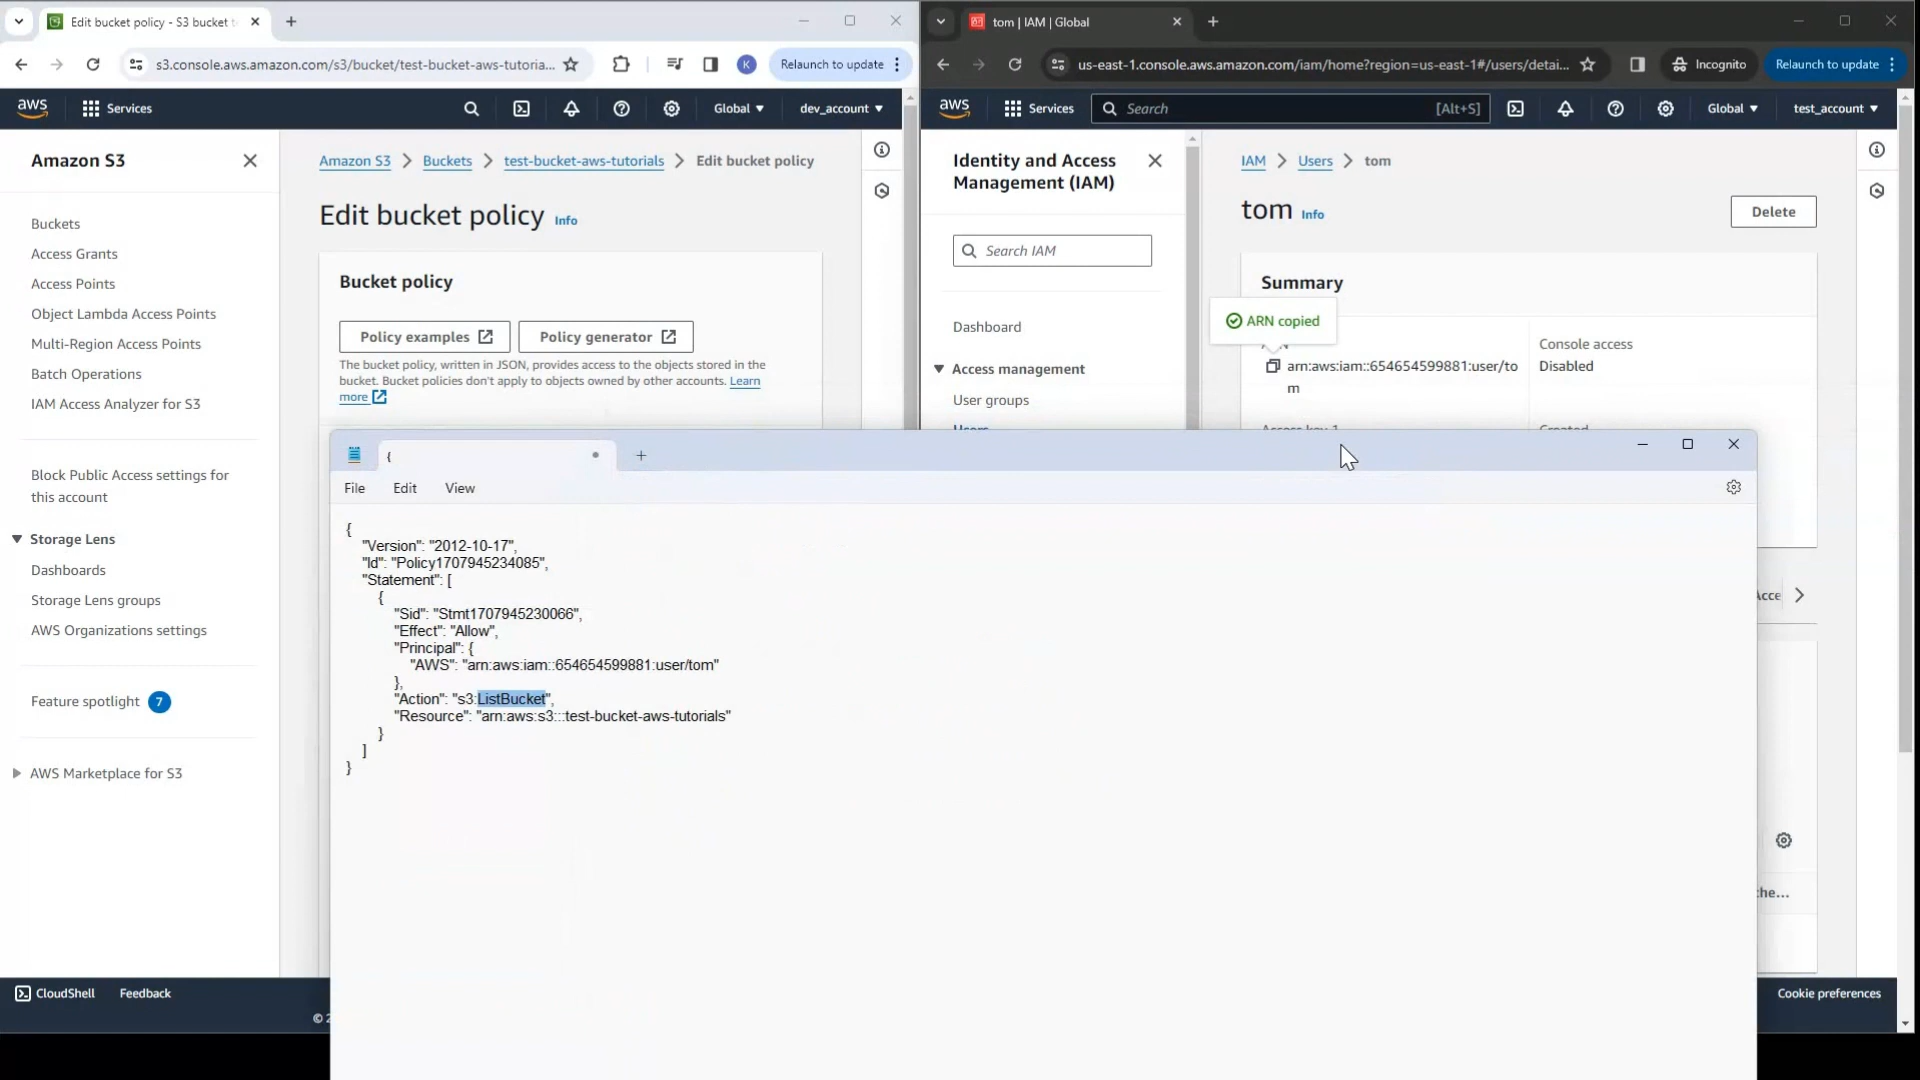 Edit bucket policy - S3 bucket t
s3.console.aws.amazon.com/s3/bucket/test-bucket-aws-tutoria...
K
Relaunch to update
aws
Services
Global
dev_account
Amazon S3
Buckets
Access Grants
Access Points
Object Lambda Access Points
Multi-Region Access Points
Batch Operations
IAM Access Analyzer for S3
Block Public Access settings for
this account
Storage Lens
Dashboards
Storage Lens groups
AWS Organizations settings
Feature spotlight 7
AWS Marketplace for S3
Amazon S3 > Buckets > test-bucket-aws-tutorials > Edit bucket policy
Edit bucket policy Info
Bucket policy
Policy examples
Policy generator
The bucket policy, written in JSON, provides access to the objects stored in the
bucket. Bucket policies don't apply to objects owned by other accounts. Learn
more
tom | IAM | Global
us-east-1.console.aws.amazon.com/iam/home?region=us-east-1#/users/detai...
Incognito
Relaunch to update
aws
Services
Search
[Alt+S]
Global
test_account
Identity and Access
Management (IAM)
Search IAM
Dashboard
Access management
User groups
Users
IAM > Users > tom
tom Info
Delete
Summary
ARN copied
arn:aws:iam::654654599881:user/to
m
Console access
Disabled
Access key 1
Created
Acce
{
File
Edit
View
{
"Version": "2012-10-17",
"Id": "Policy1707945234085",
"Statement": [
{
"Sid": "Stmt1707945230066",
"Effect": "Allow",
"Principal": {
"AWS": "arn:aws:iam::654654599881:user/tom"
},
"Action": "s3:ListBucket",
"Resource": "arn:aws:s3:::test-bucket-aws-tutorials"
}
]
}
CloudShell
Feedback
© 2
Cookie preferences